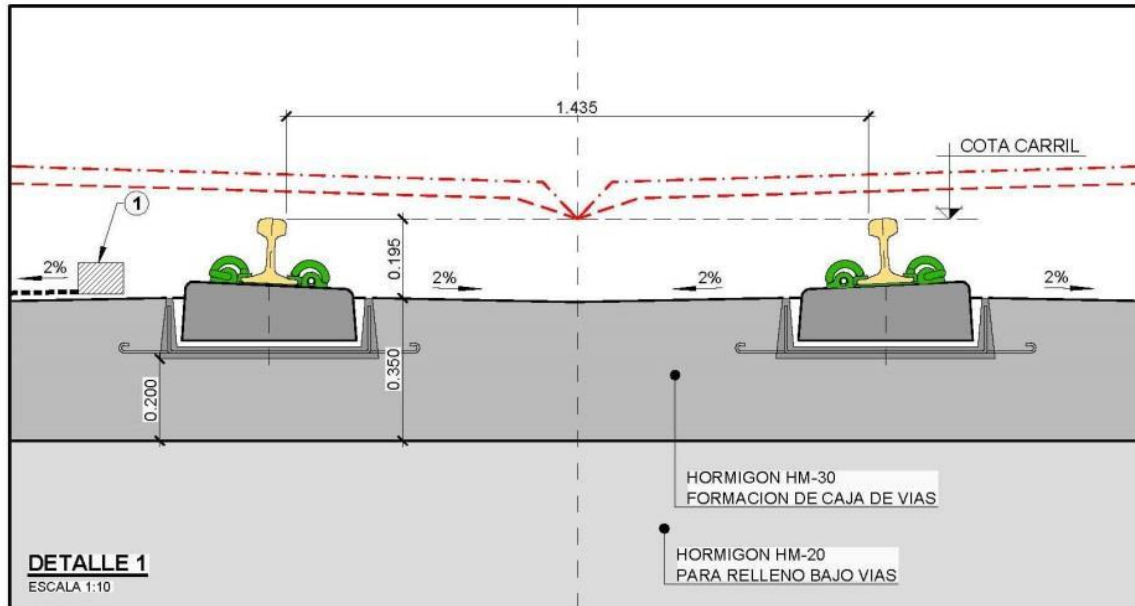 1.435
COTA CARRIL
1
2%
0.195
2%
2%
2%
0.350
0.200
HORMIGON HM-30
FORMACION DE CAJA DE VIAS
HORMIGON HM-20
PARA RELLENO BAJO VIAS
DETALLE 1
ESCALA 1:10